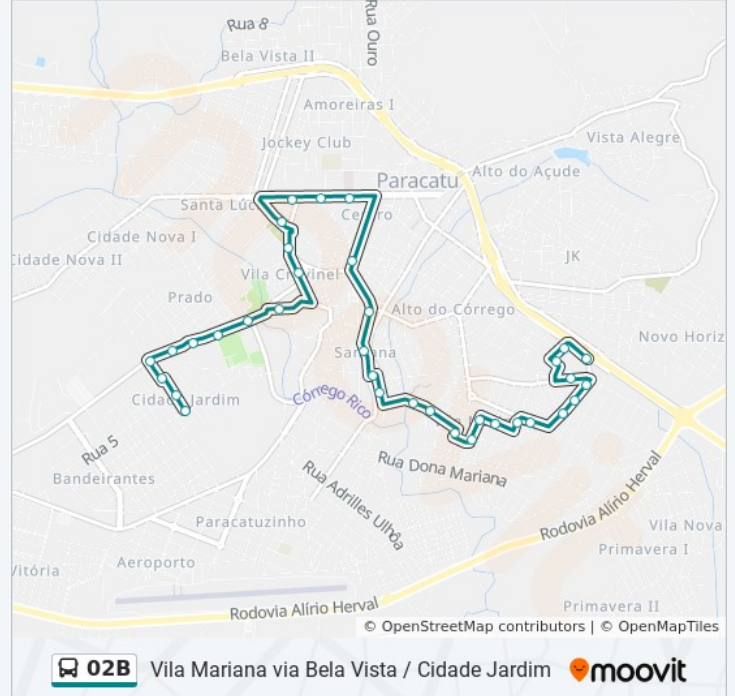 Rua 8
Rua Ouro
Bela Vista II
Amoreiras I
Jockey Club
Vista Alegre
Alto do Açude
Paracatu
Santa Lúc
Centro
Cidade Nova I
Cidade Nova II
JK
Vila Cruvinel
Prado
Alto do Córrego
Novo Horiz
Santana
Cidade Jardim
Córrego Rico
Rua 5
Rua Dona Mariana
Bandeirantes
Rua Adrilles Ulhôa
Rodovia Alírio Herval
Paracatuzinho
Vila Nova
Primavera I
Aeroporto
Vitória
Rodovia Alírio Herval
Primavera II
© OpenStreetMap contributors | © OpenMapTiles
02B Vila Mariana via Bela Vista / Cidade Jardim moovit